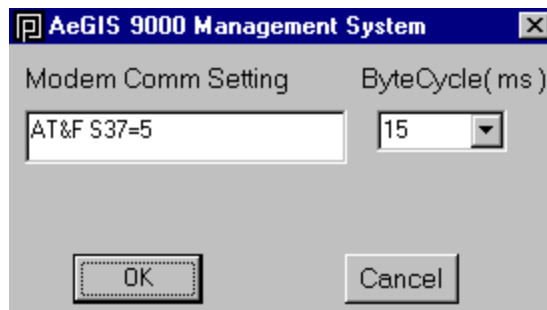 AeGIS 9000 Management System
Modem Comm Setting ByteCycle( ms )
AT&F S37=5 15
OK Cancel